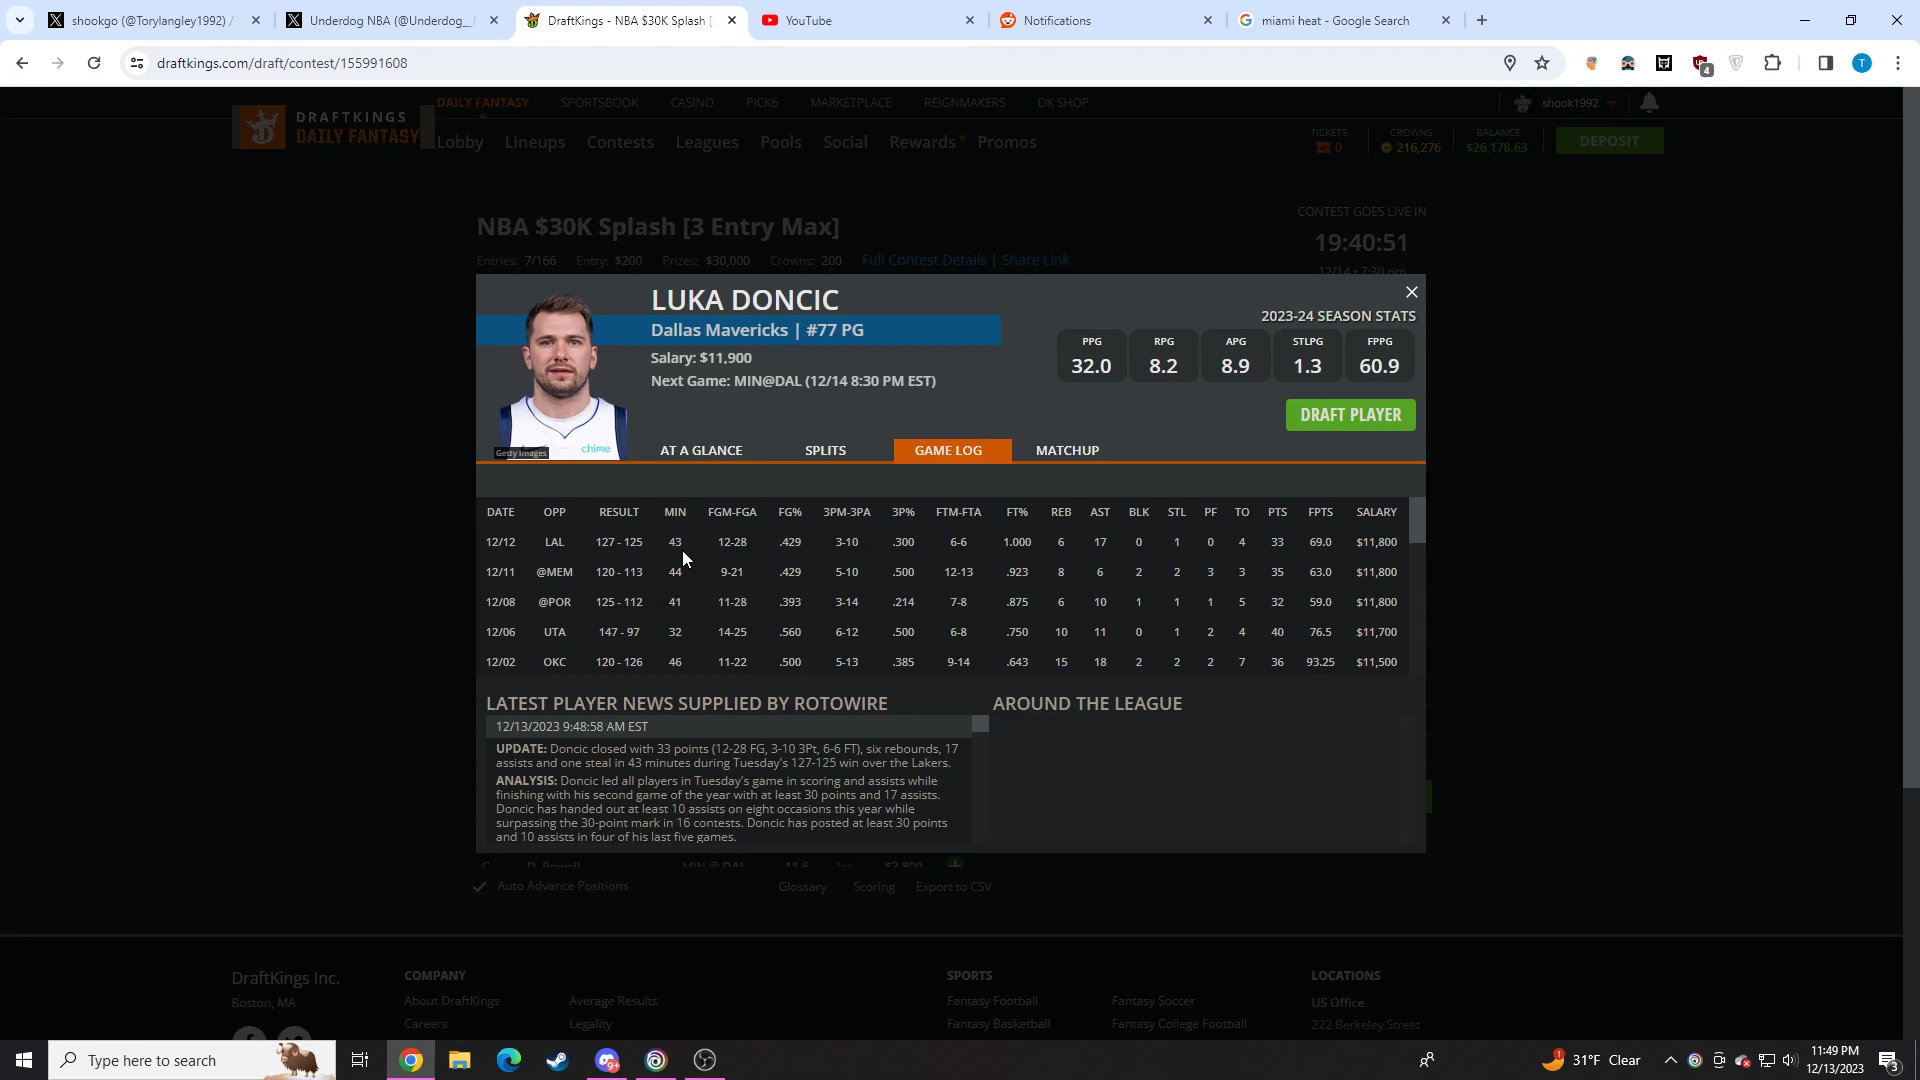 shookgo (@Torylangley1992) /
Underdog NBA (@Underdog__
DraftKings - NBA $30K Splash [
YouTube
Notifications
miami heat - Google Search
draftkings.com/draft/contest/155991608
4
T
DAILY FANTASY SPORTSBOOK CASINO PICK6 MARKETPLACE REIGNMAKERS DK SHOP
shook1992
DRAFTKINGS
DAILY FANTASY
Lobby Lineups Contests Leagues Pools Social Rewards Promos
TICKETS CROWNS BALANCE
0 216,276 $26,178.63
DEPOSIT
NBA $30K Splash [3 Entry Max]
CONTEST GOES LIVE IN
19:40:51
Entries: 7/166 Entry: $200 Prizes: $30,000 Crowns: 200 Full Contest Details | Share Link
12/14 • 7:30 pm
LUKA DONCIC
Dallas Mavericks | #77 PG
Salary: $11,900
Next Game: MIN@DAL (12/14 8:30 PM EST)
2023-24 SEASON STATS
PPG RPG APG STLPG FPPG
32.0 8.2 8.9 1.3 60.9
DRAFT PLAYER
Getty Images
chime
AT A GLANCE SPLITS GAME LOG MATCHUP
DATE OPP RESULT MIN FGM-FGA FG% 3PM-3PA 3P% FTM-FTA FT% REB AST BLK STL PF TO PTS FPTS SALARY
12/12 LAL 127 - 125 43 12-28 .429 3-10 .300 6-6 1.000 6 17 0 1 0 4 33 69.0 $11,800
12/11 @MEM 120 - 113 44 9-21 .429 5-10 .500 12-13 .923 8 6 2 2 3 3 35 63.0 $11,800
12/08 @POR 125 - 112 41 11-28 .393 3-14 .214 7-8 .875 6 10 1 1 1 5 32 59.0 $11,800
12/06 UTA 147 - 97 32 14-25 .560 6-12 .500 6-8 .750 10 11 0 1 2 4 40 76.5 $11,700
12/02 OKC 120 - 126 46 11-22 .500 5-13 .385 9-14 .643 15 18 2 2 2 7 36 93.25 $11,500
LATEST PLAYER NEWS SUPPLIED BY ROTOWIRE
AROUND THE LEAGUE
12/13/2023 9:48:58 AM EST
UPDATE: Doncic closed with 33 points (12-28 FG, 3-10 3Pt, 6-6 FT), six rebounds, 17
assists and one steal in 43 minutes during Tuesday's 127-125 win over the Lakers.
ANALYSIS: Doncic led all players in Tuesday's game in scoring and assists while
finishing with his second game of the year with at least 30 points and 17 assists.
Doncic has handed out at least 10 assists on eight occasions this year while
surpassing the 30-point mark in 16 contests. Doncic has posted at least 30 points
and 10 assists in four of his last five games.
C D. Powell MIN @ DAL 11.6 1st $3,800
Auto Advance Positions
Glossary Scoring Export to CSV
DraftKings Inc.
Boston, MA
COMPANY
About DraftKings Average Results
Careers Legality
SPORTS
Fantasy Football Fantasy Soccer
Fantasy Basketball Fantasy College Football
LOCATIONS
US Office
222 Berkeley Street
Type here to search
9+
1
31°F Clear
11:49 PM
12/13/2023
3